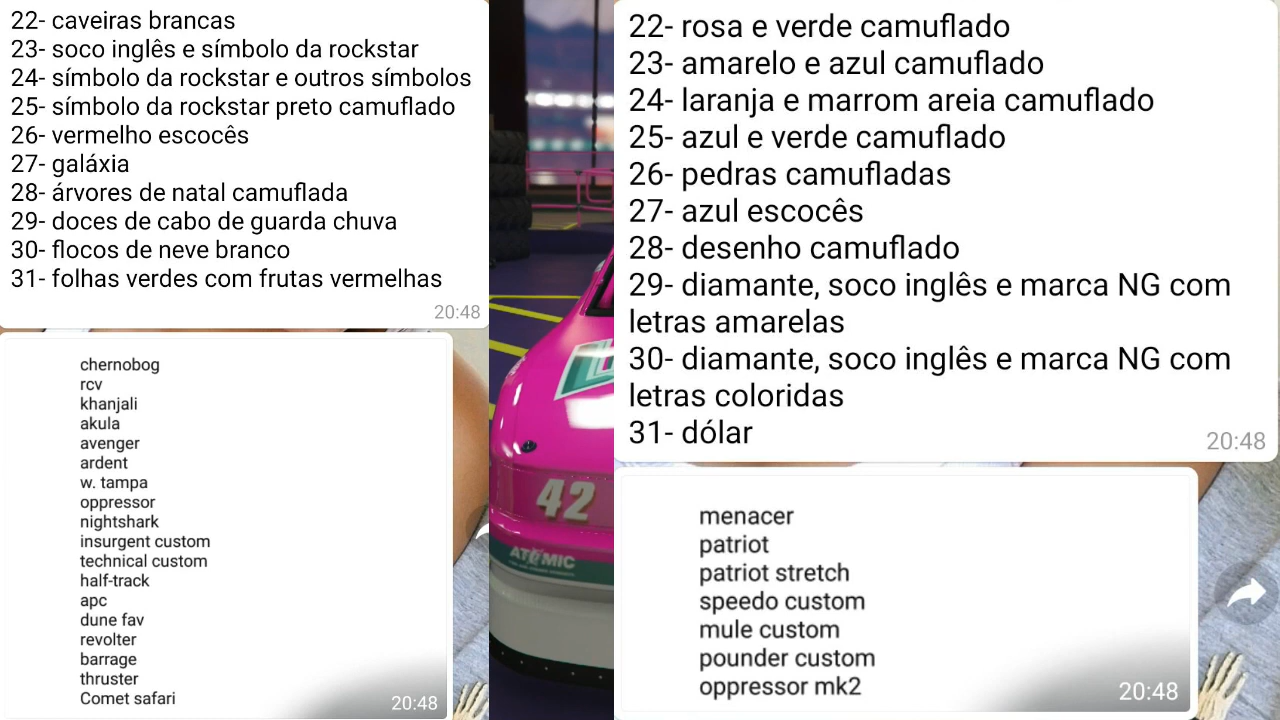 22- caveiras brancas
23- soco inglês e símbolo da rockstar
24- símbolo da rockstar e outros símbolos
25- símbolo da rockstar preto camuflado
26- vermelho escocês
27- galáxia
28- árvores de natal camuflada
29- doces de cabo de guarda chuva
30- flocos de neve branco
31- folhas verdes com frutas vermelhas
20:48
chernobog
rcv
khanjali
akula
avenger
ardent
w. tampa
oppressor
nightshark
insurgent custom
technical custom
half-track
apc
dune fav
revolter
barrage
thruster
Comet safari
20:48
42
ATOMIC
22- rosa e verde camuflado
23- amarelo e azul camuflado
24- laranja e marrom areia camuflado
25- azul e verde camuflado
26- pedras camufladas
27- azul escocês
28- desenho camuflado
29- diamante, soco inglês e marca NG com
letras amarelas
30- diamante, soco inglês e marca NG com
letras coloridas
31- dólar
20:48
menacer
patriot
patriot stretch
speedo custom
mule custom
pounder custom
oppressor mk2
20:48